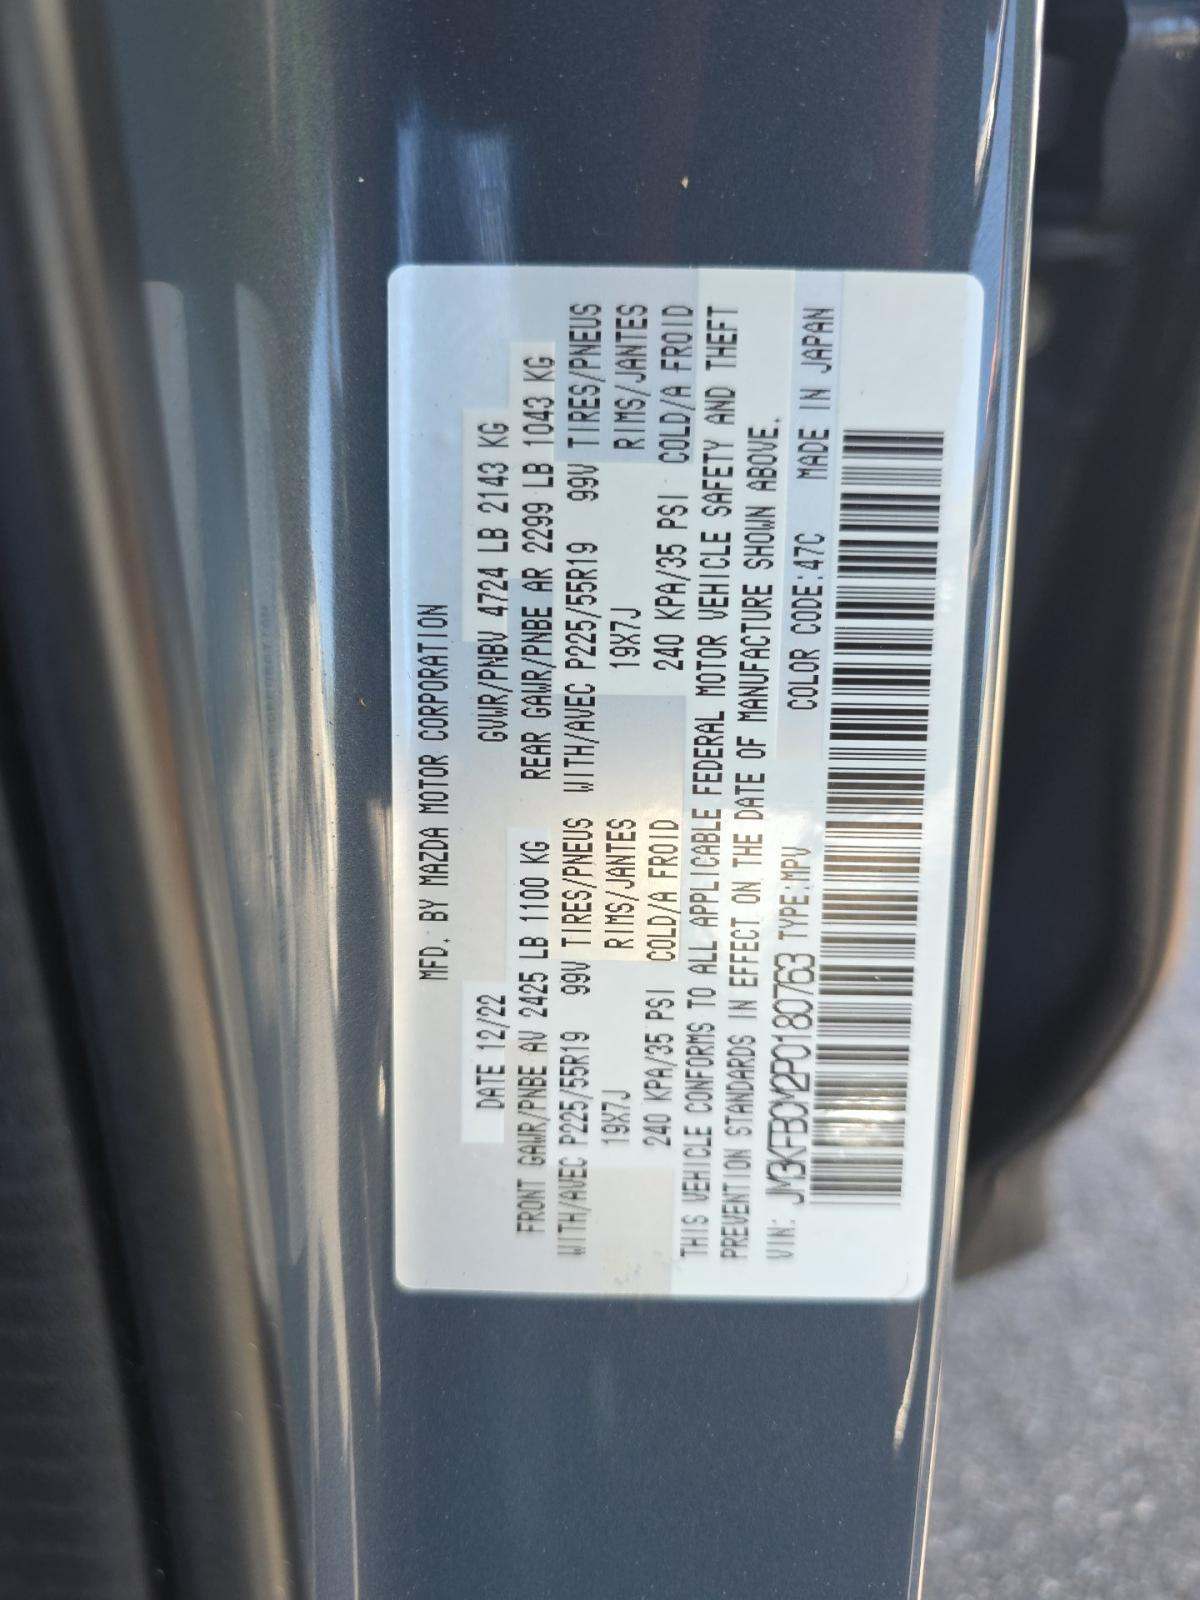 MFD. BY MAZDA MOTOR CORPORATION
DATE 12/22 GVWR/PNBV 4724 LB 2143 KG
FRONT GAWR/PNBE AV 2425 LB 1100 KG REAR GAWR/PNBE AR 2299 LB 1043 KG
WITH/AVEC P225/55R19 99V TIRES/PNEUS WITH/AVEC P225/55R19 99V TIRES/PNEUS
19X7J RIMS/JANTES 19X7J RIMS/JANTES
240 KPA/35 PSI COLD/A FROID 240 KPA/35 PSI COLD/A FROID
THIS VEHICLE CONFORMS TO ALL APPLICABLE FEDERAL MOTOR VEHICLE SAFETY AND THEFT
PREVENTION STANDARDS IN EFFECT ON THE DATE OF MANUFACTURE SHOWN ABOVE.
VIN: JM3KFBCM2P0180763 TYPE:MPV COLOR CODE:47C MADE IN JAPAN